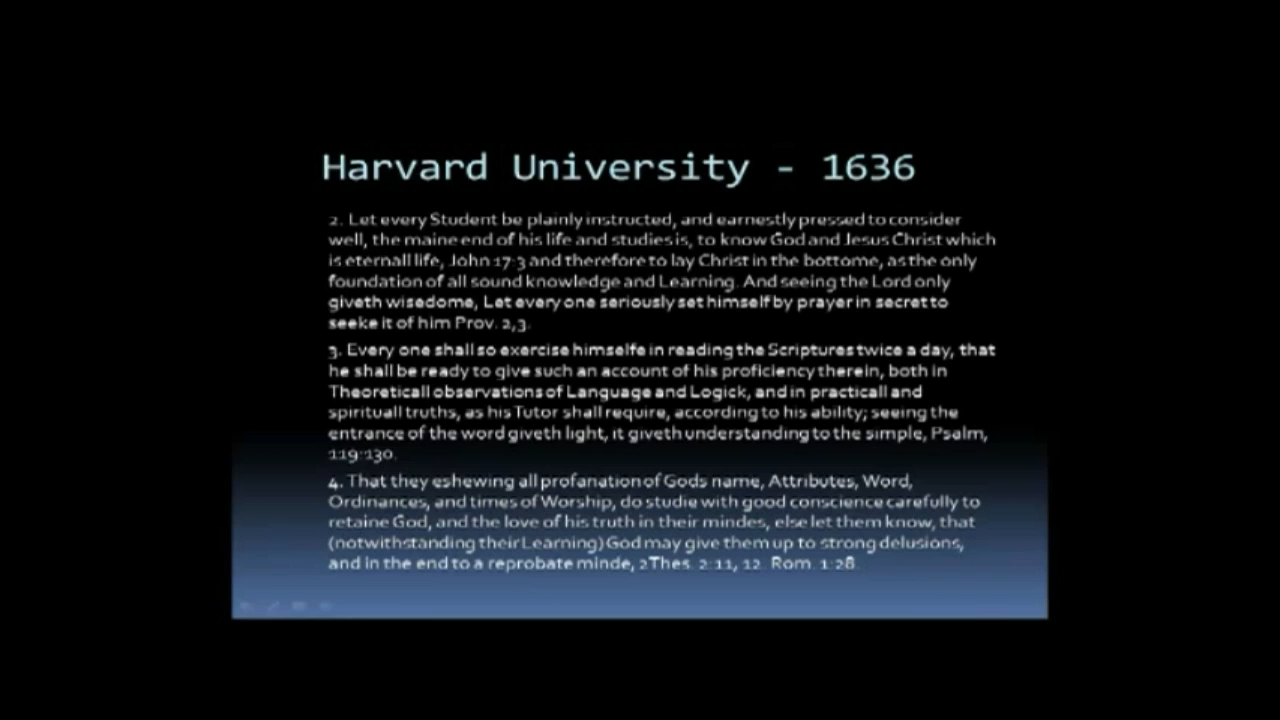 Harvard University - 1636
2. Let every Student be plainly instructed, and earnestly pressed to consider
well, the maine end of his life and studies is, to know God and Jesus Christ which
is eternall life, John 17:3 and therefore to lay Christ in the bottome, as the only
foundation of all sound knowledge and Learning. And seeing the Lord only
giveth wisedome, Let every one seriously set himself by prayer in secret to
seeke it of him Prov. 2,3.
3. Every one shall so exercise himselfe in reading the Scriptures twice a day, that
he shall be ready to give such an account of his proficiency therein, both in
Theoreticall observations of Language and Logick, and in practicall and
spirituall truths, as his Tutor shall require, according to his ability; seeing the
entrance of the word giveth light, it giveth understanding to the simple, Psalm,
119:130.
4. That they eshewing all profanation of Gods name, Attributes, Word,
Ordinances, and times of Worship, do studie with good conscience carefully to
retaine God, and the love of his truth in their mindes, else let them know, that
(notwithstanding their Learning) God may give them up to strong delusions,
and in the end to a reprobate minde, 2Thes. 2:11, 12. Rom. 1:28.